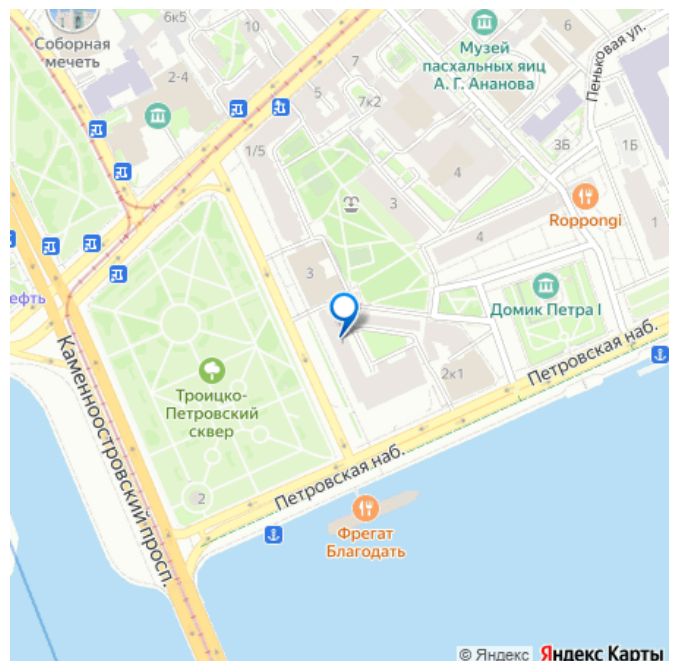 6к5
6
Соборная
мечеть
Музей
пасхальных яиц
А. Г. Ананова
Пеньковая ул.
7
2-4
5
7к2
1/5
3Б
1Б
4
3
Roppongi
1
4
3
ефть
Домик Петра I
Каменноостровский просп.
Троицко-
Петровский
сквер
2к1
Петровская наб.
2
Петровская наб.
Фрегат
Благодать
© Яндекс Яндекс Карты